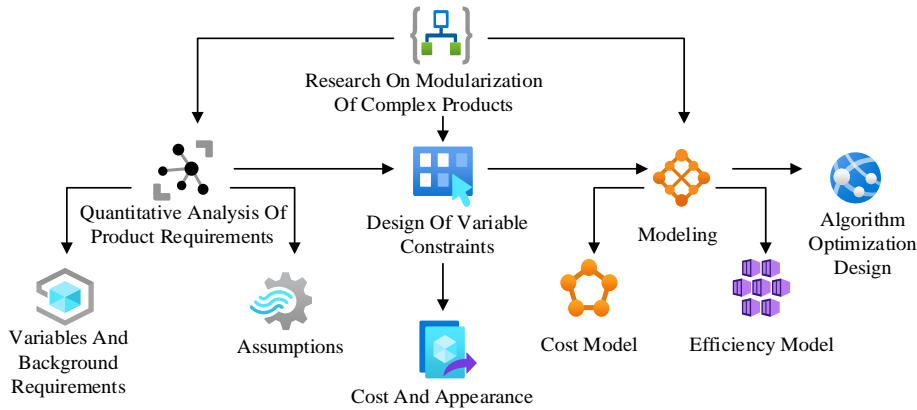 Research On Modularization
Of Complex Products
Quantitative Analysis Of
Product Requirements
Design Of Variable
Constraints
Modeling
Algorithm
Optimization
Design
Variables And
Background
Requirements
Assumptions
Cost And Appearance
Cost Model
Efficiency Model